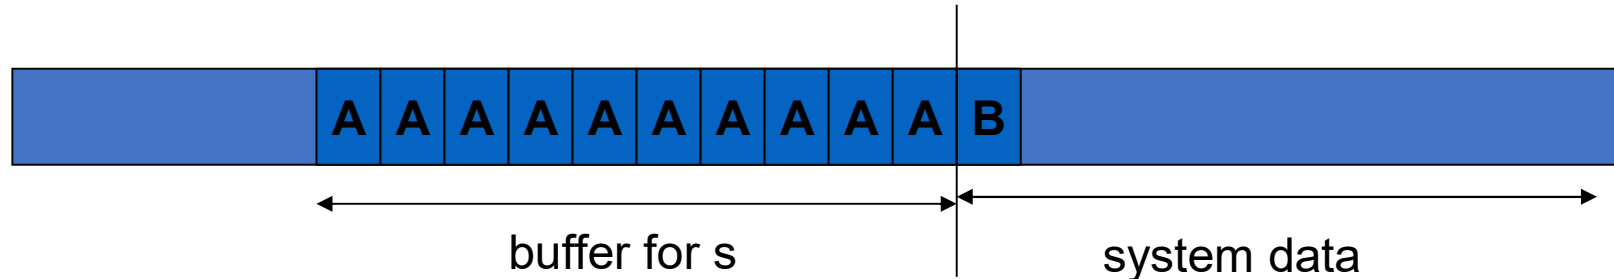 A A A A A A A A A A B
buffer for s
system data